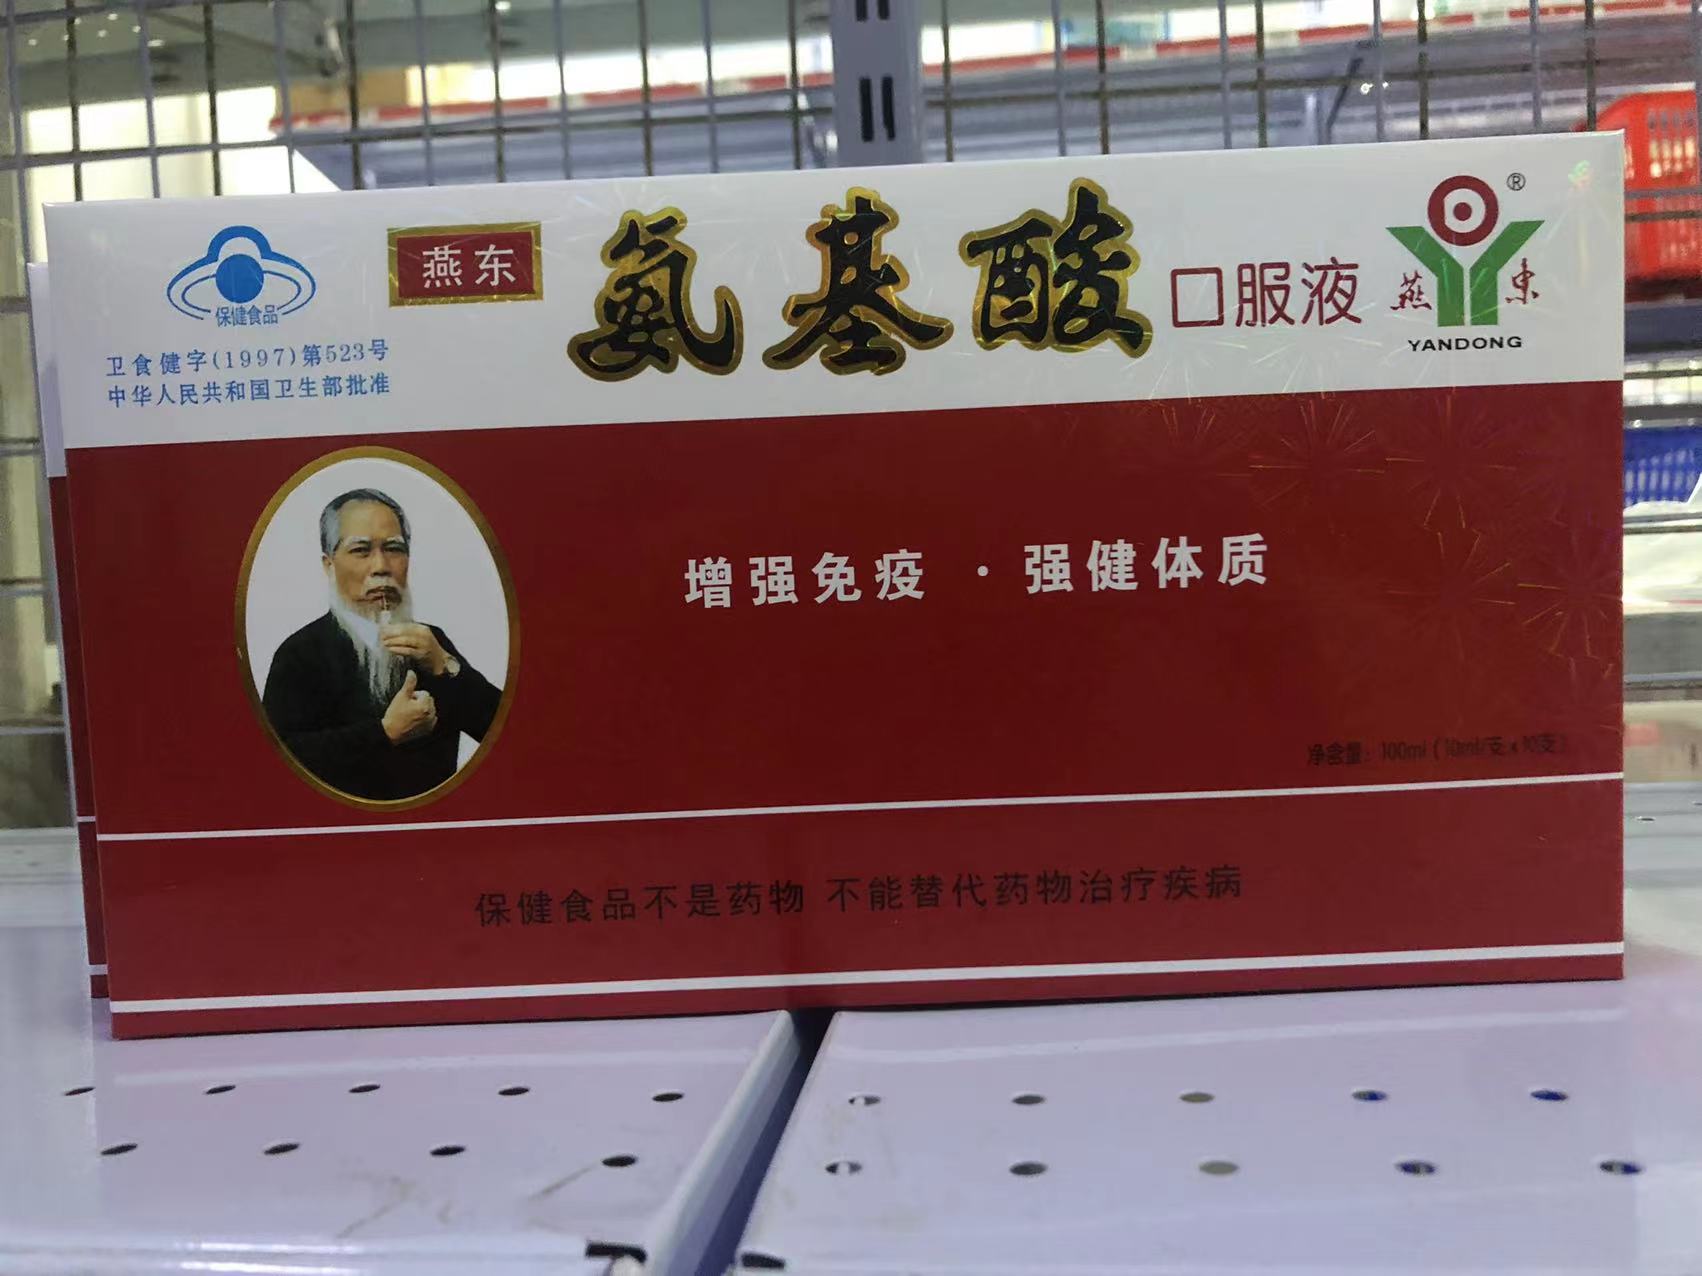 保健食品
卫食健字(1997)第523号
中华人民共和国卫生部批准
燕东
氨基酸
口服液
®
燕东
YANDONG
增强免疫·强健体质
净含量：100ml（10ml/支x10支）
保健食品不是药物 不能替代药物治疗疾病